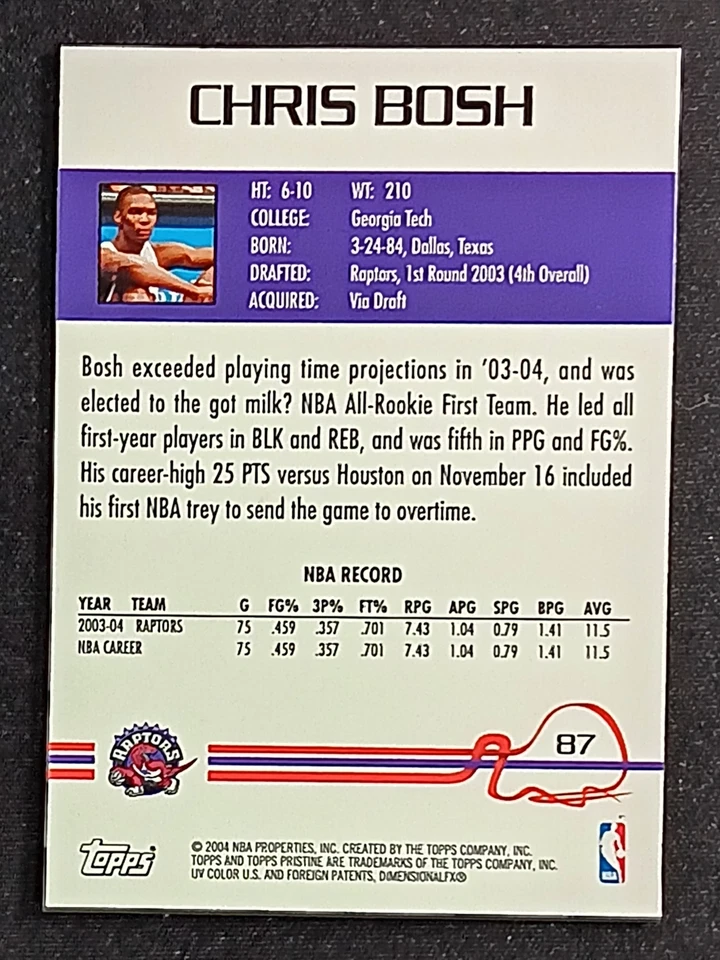 CHRIS BOSH
HT: 6-10 WT: 210
COLLEGE: Georgia Tech
BORN: 3-24-84, Dallas, Texas
DRAFTED: Raptors, 1st Round 2003 (4th Overall)
ACQUIRED: Via Draft
Bosh exceeded playing time projections in '03-04, and was
elected to the got milk? NBA All-Rookie First Team. He led all
first-year players in BLK and REB, and was fifth in PPG and FG%.
His career-high 25 PTS versus Houston on November 16 included
his first NBA trey to send the game to overtime.
NBA RECORD
YEAR TEAM G FG% 3P% FT% RPG APG SPG BPG AVG
2003-04 RAPTORS 75 .459 .357 .701 7.43 1.04 0.79 1.41 11.5
NBA CAREER 75 .459 .357 .701 7.43 1.04 0.79 1.41 11.5
RAPTORS
87
Topps
© 2004 NBA PROPERTIES, INC. CREATED BY THE TOPPS COMPANY, INC.
TOPPS AND TOPPS PRISTINE ARE TRADEMARKS OF THE TOPPS COMPANY, INC.
UV COLOR U.S. AND FOREIGN PATENTS, DIMENSIONALFX®